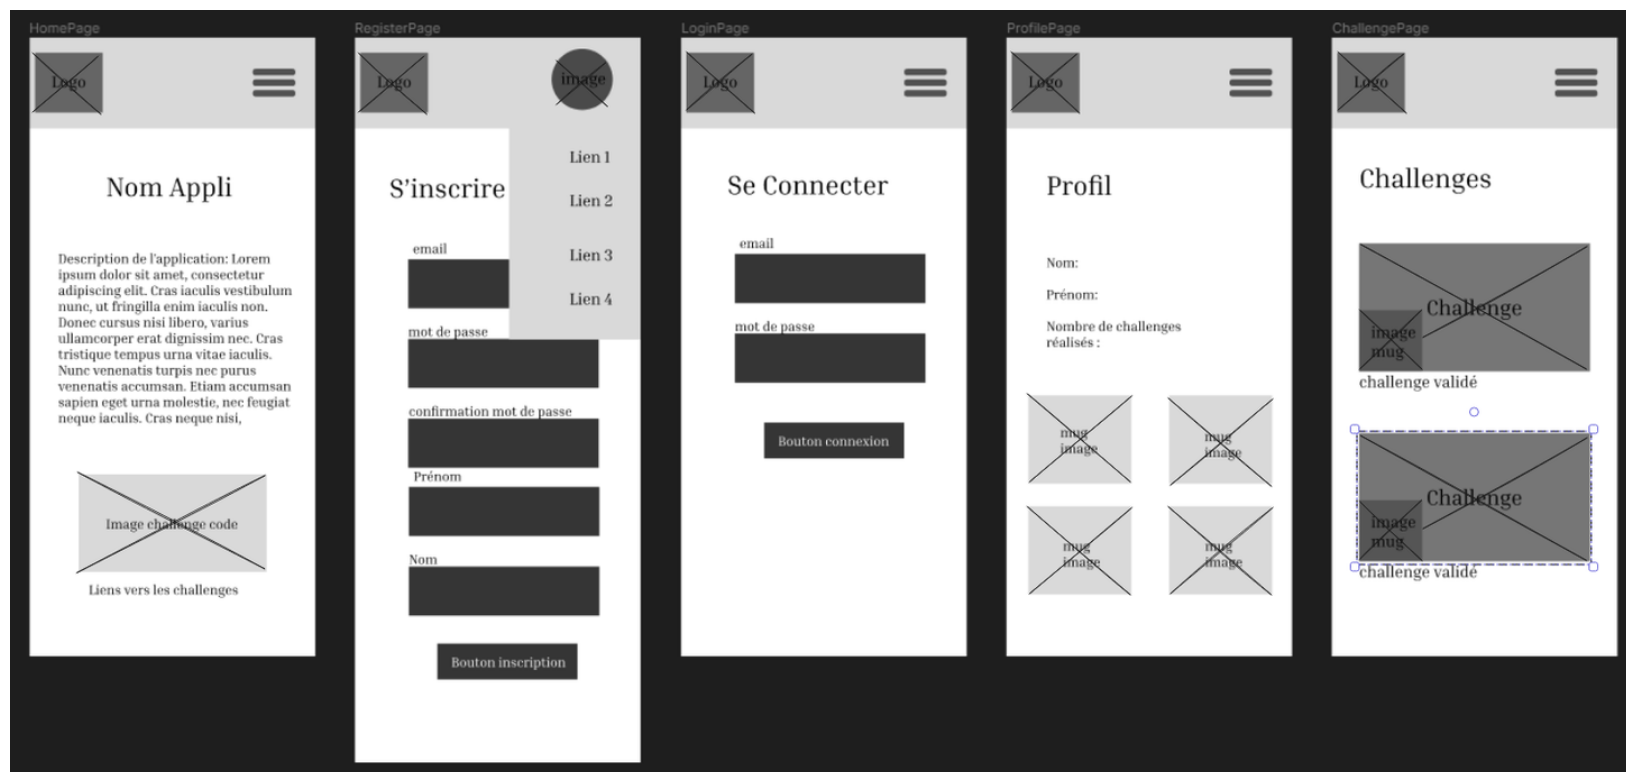 HomePage
Logo
Nom Appli
Description de l'application: Lorem
ipsum dolor sit amet, consectetur
adipiscing elit. Cras iaculis vestibulum
nunc, ut fringilla enim iaculis non.
Donec cursus nisi libero, varius
ullamcorper erat dignissim nec. Cras
tristique tempus urna vitae iaculis.
Nunc venenatis turpis nec purus
venenatis accumsan. Etiam accumsan
sapien eget urna molestie, nec feugiat
neque iaculis. Cras neque nisi,
Image challenge code
Liens vers les challenges
RegisterPage
Logo
image
Lien 1
Lien 2
Lien 3
Lien 4
S'inscrire
email
mot de passe
confirmation mot de passe
Prénom
Nom
Bouton inscription
LoginPage
Logo
Se Connecter
email
mot de passe
Bouton connexion
ProfilePage
Logo
Profil
Nom:
Prénom:
Nombre de challenges
réalisés :
mug
image
mug
image
mug
image
mug
image
ChallengePage
Logo
Challenges
Challenge
image
mug
challenge validé
Challenge
image
mug
challenge validé